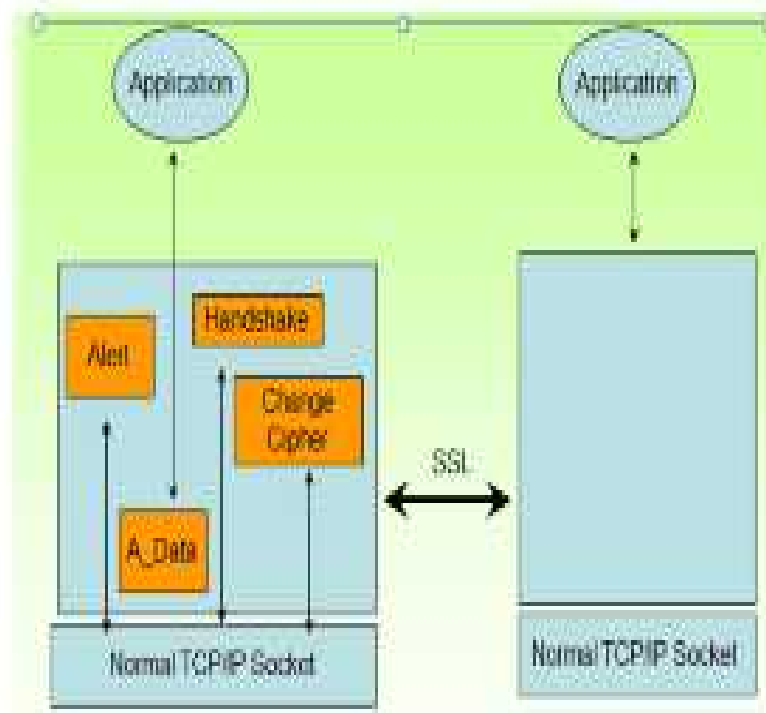 Application
Application
Handshake
Alert
Change
Cipher
SSL
A_Data
Normal TCP/IP Socket
Normal TCP/IP Socket